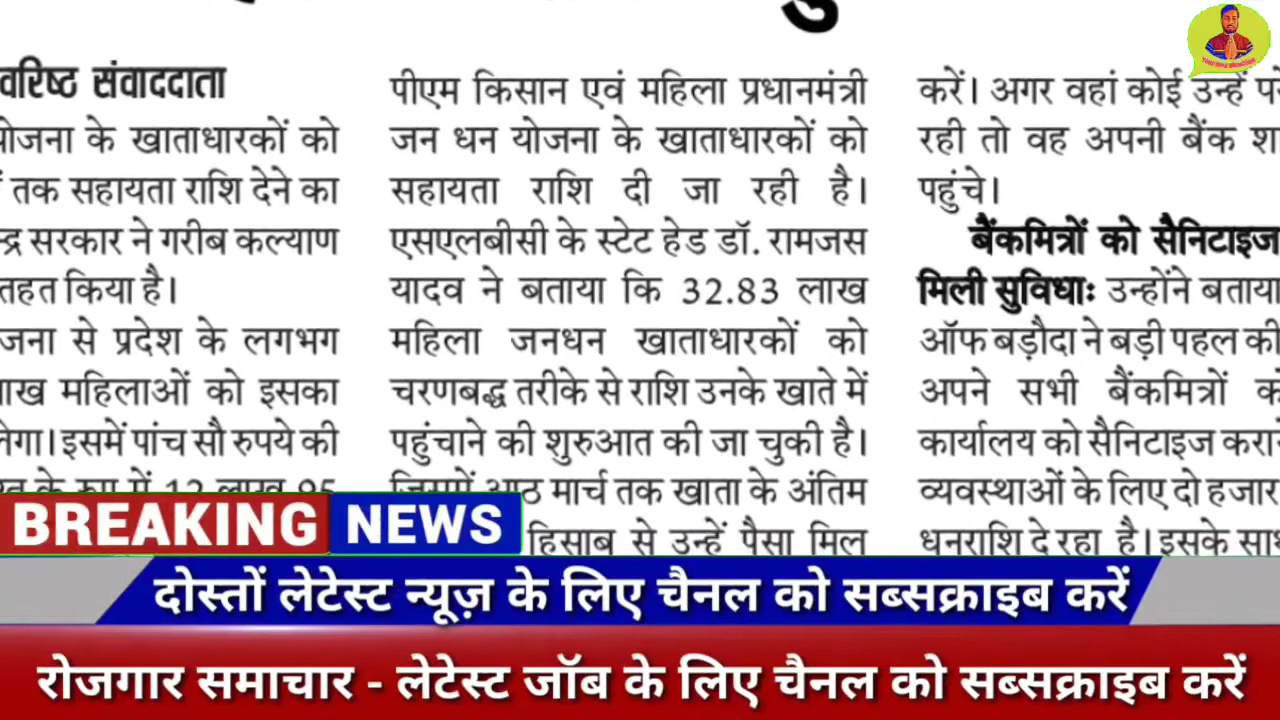 वरिष्ठ संवाददाता
योजना के खाताधारकों को
तक सहायता राशि देने का
सरकार ने गरीब कल्याण
तहत किया है।
से प्रदेश के लगभग
महिलाओं को इसका
इसमें पांच सौ रुपये की
के रूप में 12 लाख 95
पीएम किसान एवं महिला प्रधानमंत्री
जन धन योजना के खाताधारकों को
सहायता राशि दी जा रही है।
एसएलबीसी के स्टेट हेड डॉ. रामजस
यादव ने बताया कि 32.83 लाख
महिला जनधन खाताधारकों को
चरणबद्ध तरीके से राशि उनके खाते में
पहुंचाने की शुरुआत की जा चुकी है।
जिसमें आठ मार्च तक खाता के अंतिम
हिसाब से उन्हें पैसा मिल
करें। अगर वहां कोई उन्हें
रही तो वह अपनी बैंक
पहुंचे।
बैंकमित्रों को सैनिटाइज
मिली सुविधाः उन्होंने बताया
ऑफ बड़ौदा ने बड़ी पहल की
अपने सभी बैंकमित्रों
कार्यालय को सैनिटाइज
व्यवस्थाओं के लिए दो हजार
धनराशि दे रहा है। इसके
BREAKING NEWS
दोस्तों लेटेस्ट न्यूज़ के लिए चैनल को सब्सक्राइब करें
रोजगार समाचार - लेटेस्ट जॉब के लिए चैनल को सब्सक्राइब करें